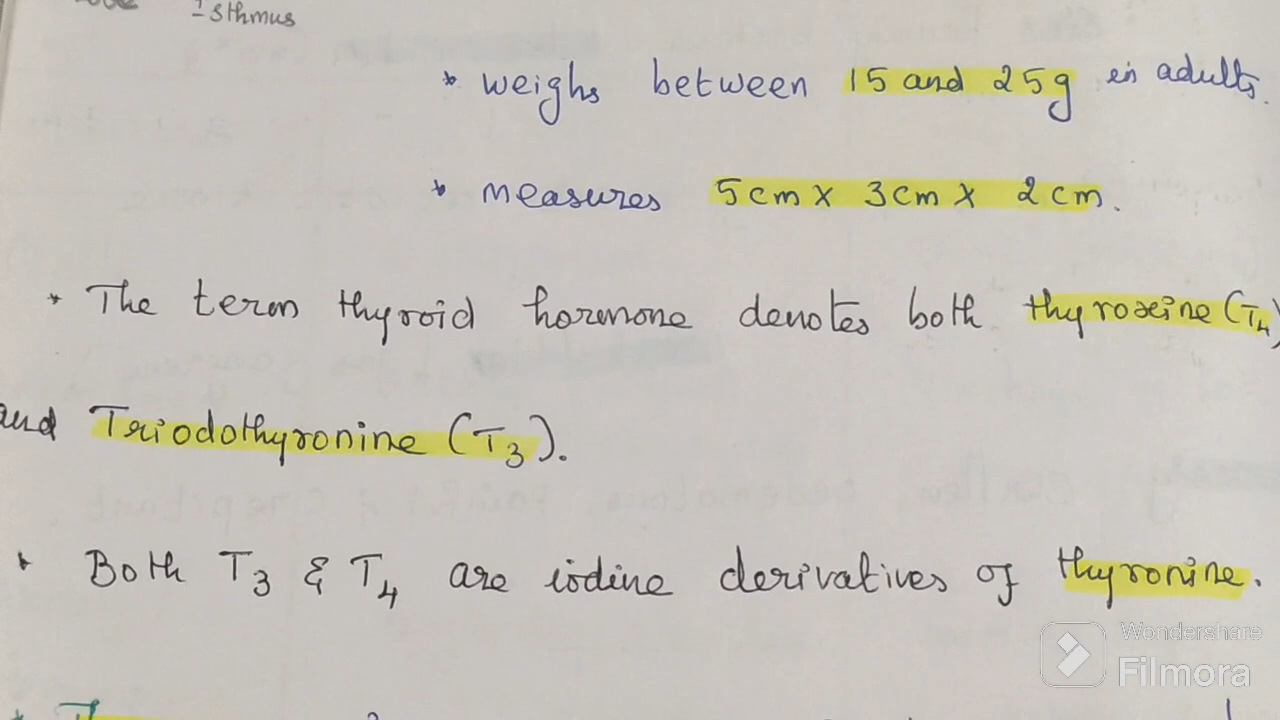 Isthmus
* weighs between 15 and 25g in adults.
* measures 5cm x 3cm x 2cm.
* The term thyroid hormone denotes both thyroxine (T4)
and Triodothyronine (T3).
* Both T3 & T4 are iodine derivatives of thyronine.
Wondershare
Filmora